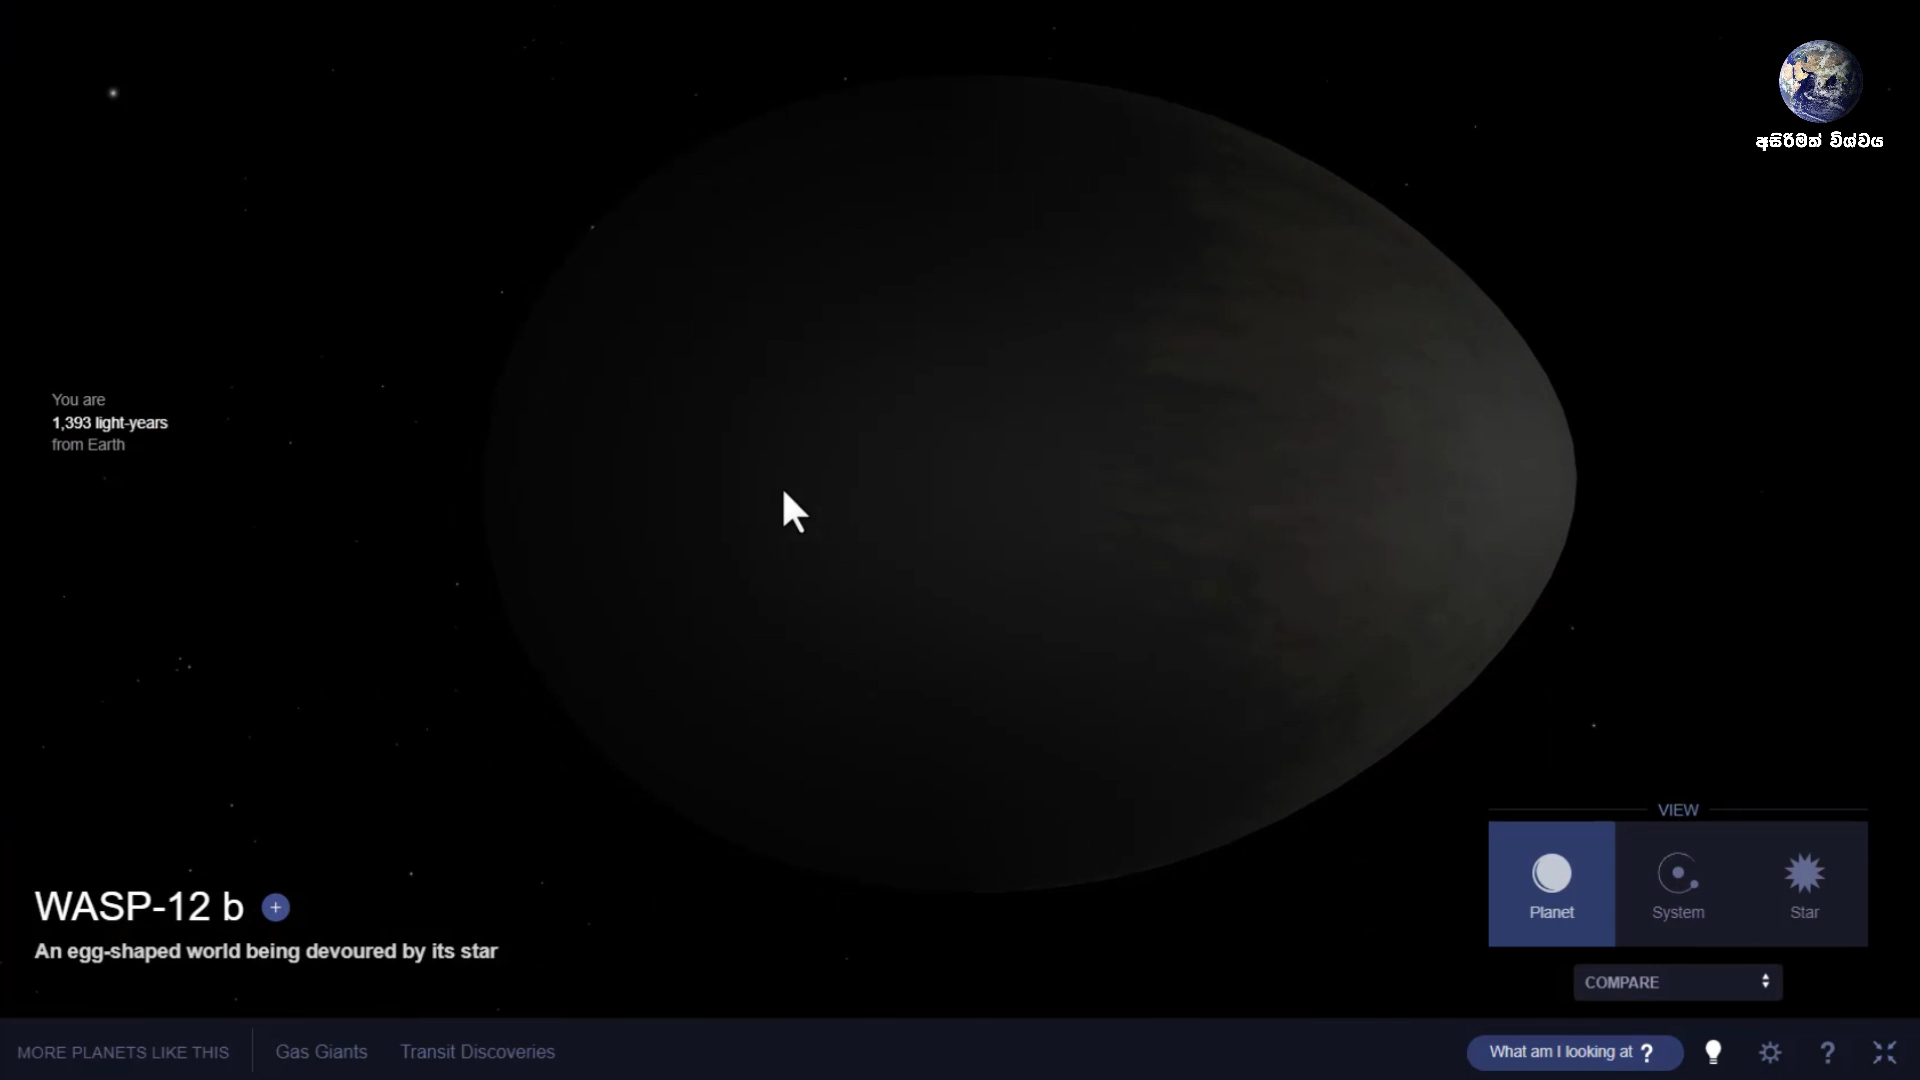 අසිරිමත් විශ්වය
You are
1,393 light-years
from Earth
VIEW
Planet
System
Star
WASP-12 b +
An egg-shaped world being devoured by its star
COMPARE
MORE PLANETS LIKE THIS
Gas Giants
Transit Discoveries
What am I looking at ?
?